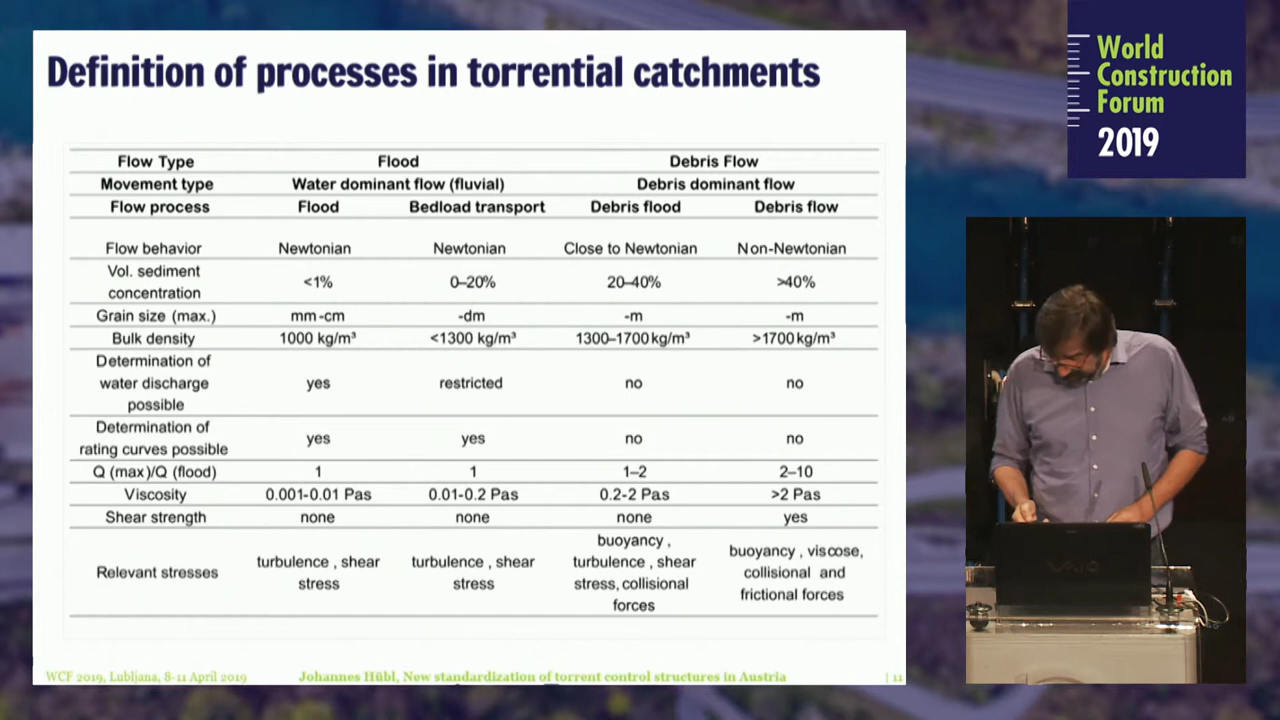 Definition of processes in torrential catchments
World
Construction
Forum
2019
Flow Type Flood Debris Flow
Movement type Water dominant flow (fluvial) Debris dominant flow
Flow process Flood Bedload transport Debris flood Debris flow
Flow behavior Newtonian Newtonian Close to Newtonian Non-Newtonian
Vol. sediment
concentration <1% 0–20% 20–40% >40%
Grain size (max.) mm-cm -dm -m -m
Bulk density 1000 kg/m³ <1300 kg/m³ 1300–1700 kg/m³ >1700 kg/m³
Determination of
water discharge yes restricted no no
possible
Determination of
rating curves possible yes yes no no
Q (max)/Q (flood) 1 1 1–2 2–10
Viscosity 0.001-0.01 Pas 0.01-0.2 Pas 0.2-2 Pas >2 Pas
Shear strength none none none yes
Relevant stresses turbulence , shear stress turbulence , shear stress buoyancy , turbulence , shear stress, collisional forces buoyancy , viscose, collisional and frictional forces
WCF 2019, Lubljana, 8-11 April 2019 Johannes Hübl, New standardization of torrent control structures in Austria | 11
VAIO